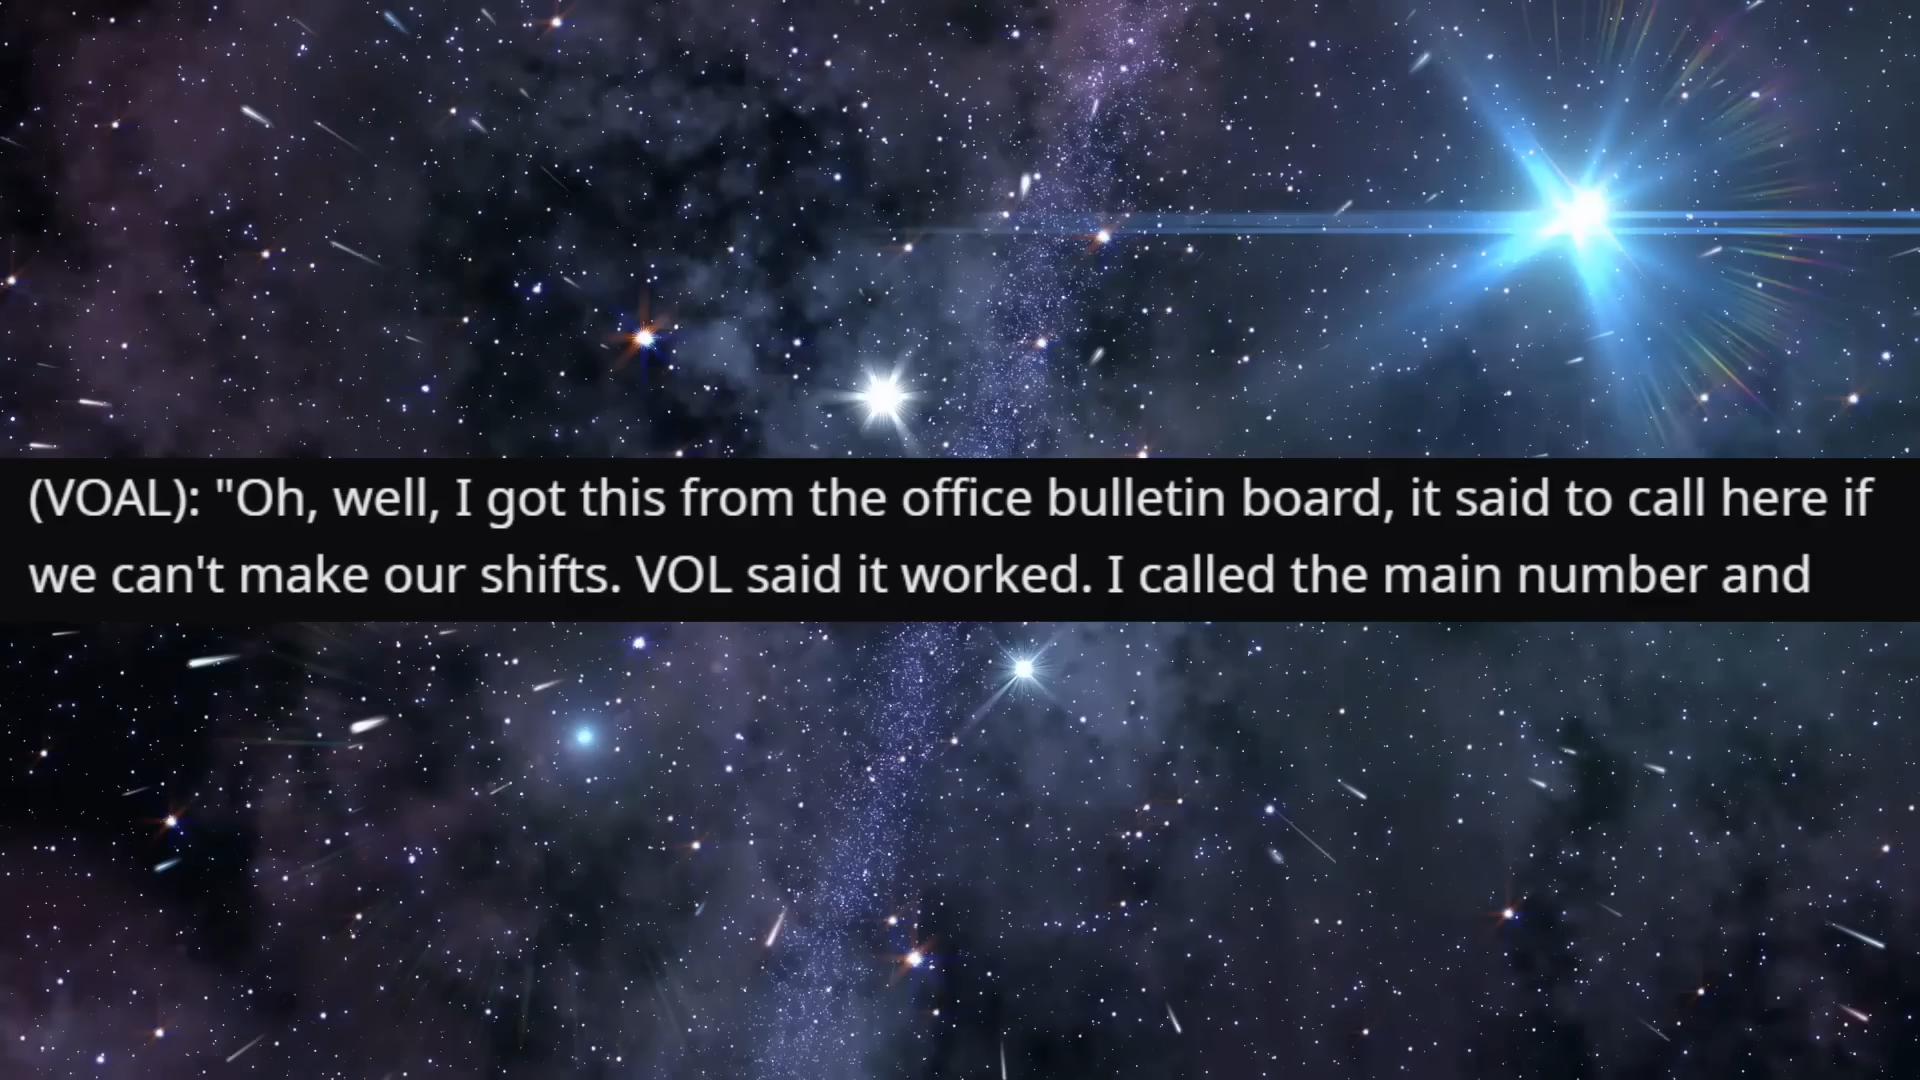 (VOAL): "Oh, well, I got this from the office bulletin board, it said to call here if
we can't make our shifts. VOL said it worked. I called the main number and